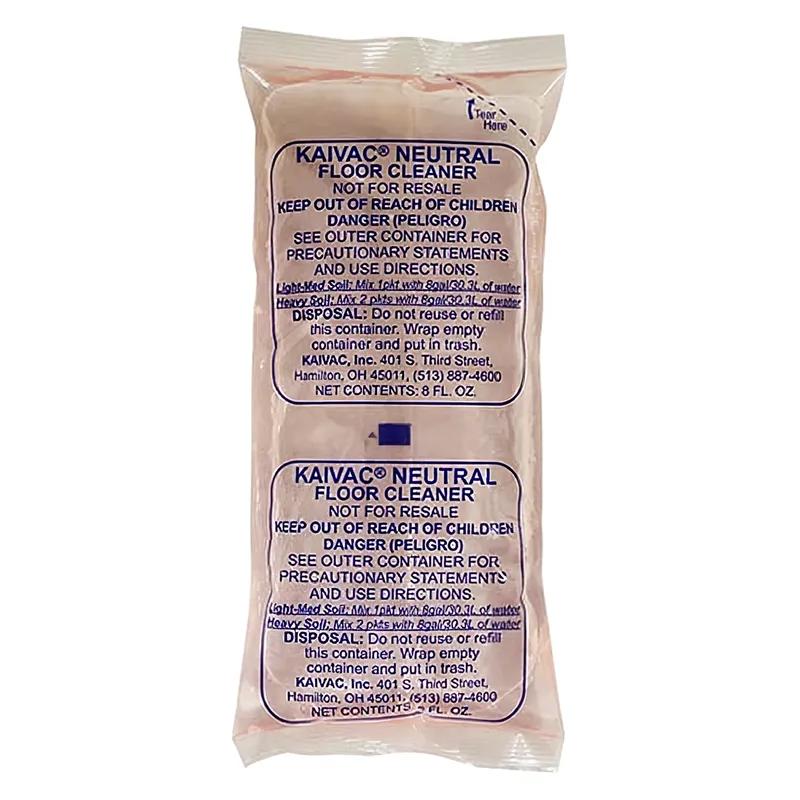 Tear
Here
KAIVAC® NEUTRAL
FLOOR CLEANER
NOT FOR RESALE
KEEP OUT OF REACH OF CHILDREN
DANGER (PELIGRO)
SEE OUTER CONTAINER FOR
PRECAUTIONARY STATEMENTS
AND USE DIRECTIONS.
Light-Med Soil: Mix 1pkt with 8gal/30.3L of water
Heavy Soil: Mix 2 pkts with 8gal/30.3L of water
DISPOSAL: Do not reuse or refill
this container. Wrap empty
container and put in trash.
KAIVAC, Inc. 401 S. Third Street,
Hamilton, OH 45011, (513) 887-4600
NET CONTENTS: 8 FL. OZ.
KAIVAC® NEUTRAL
FLOOR CLEANER
NOT FOR RESALE
KEEP OUT OF REACH OF CHILDREN
DANGER (PELIGRO)
SEE OUTER CONTAINER FOR
PRECAUTIONARY STATEMENTS
AND USE DIRECTIONS.
Light-Med Soil: Mix 1pkt with 8gal/30.3L of water
Heavy Soil: Mix 2 pkts with 8gal/30.3L of water
DISPOSAL: Do not reuse or refill
this container. Wrap empty
container and put in trash.
KAIVAC, Inc. 401 S. Third Street,
Hamilton, OH 45011, (513) 887-4600
NET CONTENTS FL. OZ.